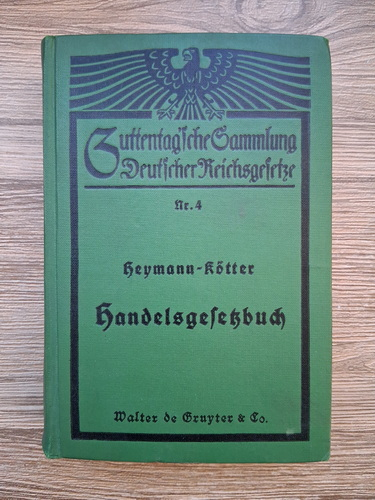 Guttentag'sche Sammlung
Deutscher Reichsgesetze
Nr. 4
Heymann-Kötter
Handelsgesetzbuch
Walter de Gruyter & Co.